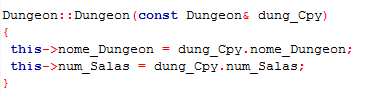 Dungeon::Dungeon(const Dungeon& dung_Cpy)
{
 this->nome_Dungeon = dung_Cpy.nome_Dungeon;
 this->num_Salas = dung_Cpy.num_Salas;
}